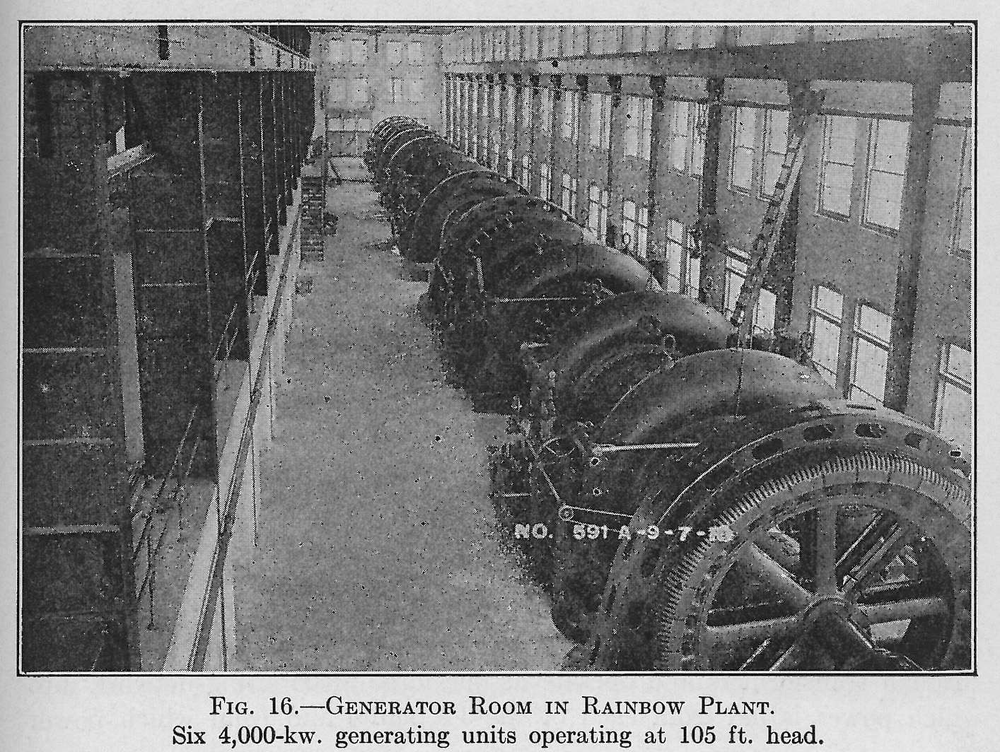 NO. 591 A-9-7-
FIG. 16.—GENERATOR ROOM IN RAINBOW PLANT.
Six 4,000-kw. generating units operating at 105 ft. head.